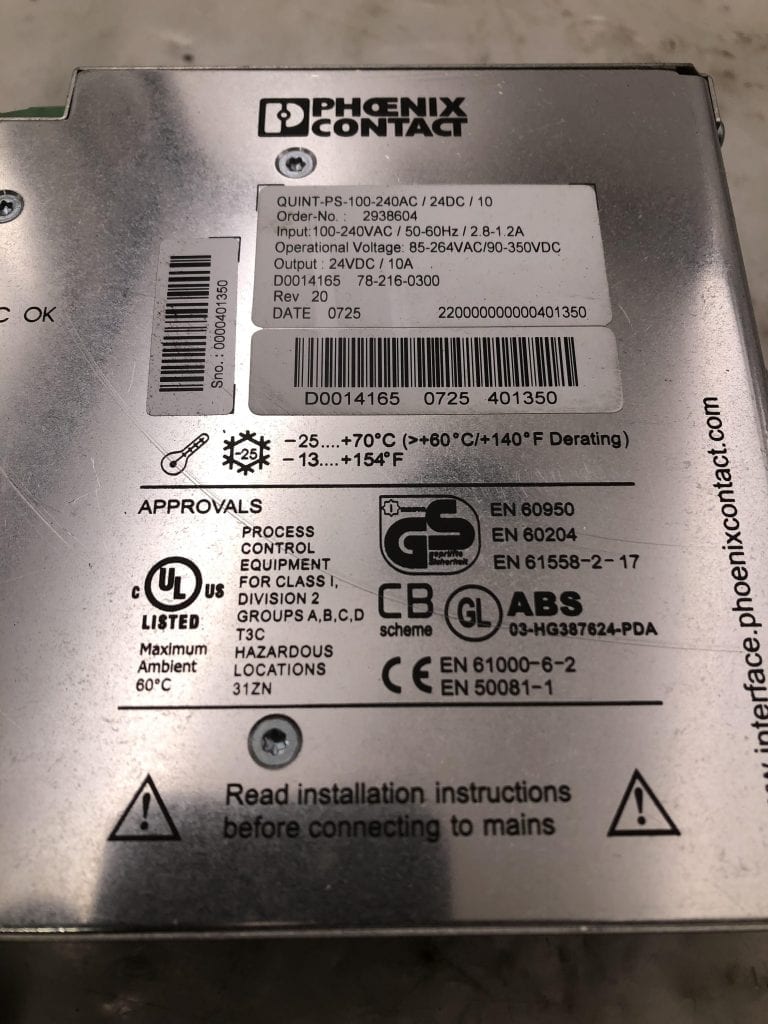 PHŒNIX
CONTACT
QUINT-PS-100-240AC / 24DC / 10
Order-No. : 2938604
Input:100-240VAC / 50-60Hz / 2.8-1.2A
Operational Voltage: 85-264VAC/90-350VDC
Output : 24VDC / 10A
D0014165 78-216-0300
Rev 20
DATE 0725 220000000000401350
Sno.: 0000401350
D0014165 0725 401350
C OK
-25
-25....+70°C (>+60°C/+140°F Derating)
-13....+154°F
APPROVALS
C UL US
LISTED
Maximum
Ambient
60°C
PROCESS
CONTROL
EQUIPMENT
FOR CLASS I,
DIVISION 2
GROUPS A,B,C,D
T3C
HAZARDOUS
LOCATIONS
31ZN
GS
geprüfte
Sicherheit
EN 60950
EN 60204
EN 61558-2-17
CB
scheme
GL
ABS
03-HG387624-PDA
CE
EN 61000-6-2
EN 50081-1
Read installation instructions
before connecting to mains
.interface.phoenixcontact.com